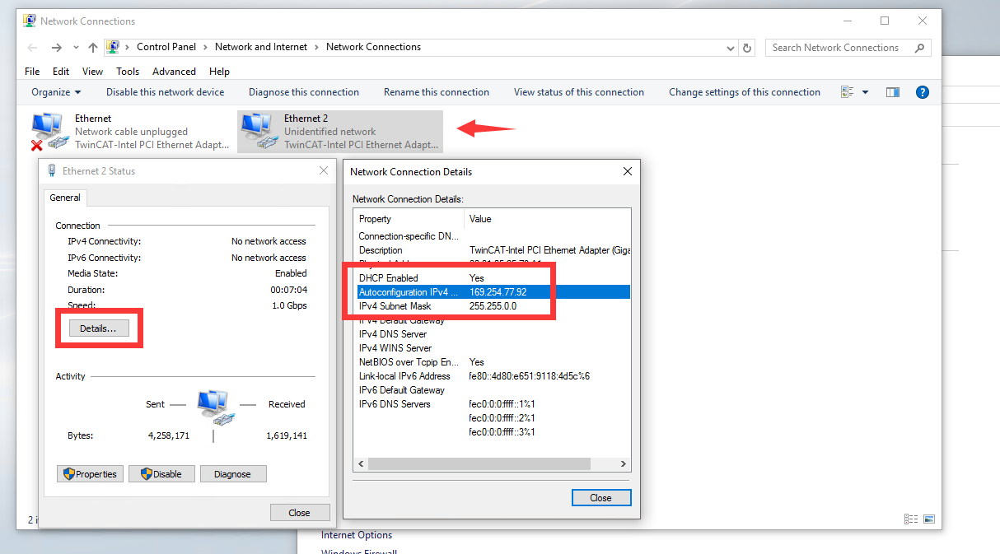 Network Connections
Control Panel > Network and Internet > Network Connections
Search Network Connections
File Edit View Tools Advanced Help
Organize Disable this network device Diagnose this connection Rename this connection View status of this connection Change settings of this connection
Ethernet
Network cable unplugged
TwinCAT-Intel PCI Ethernet Adapt...
Ethernet 2
Unidentified network
TwinCAT-Intel PCI Ethernet Adapt...
Ethernet 2 Status
General
Connection
IPv4 Connectivity: No network access
IPv6 Connectivity: No network access
Media State: Enabled
Duration: 00:07:04
Speed: 1.0 Gbps
Details...
Activity
Sent Received
Bytes: 4,258,171 1,619,141
Properties Disable Diagnose
Close
Network Connection Details
Network Connection Details:
Property Value
Connection-specific DN...
Description TwinCAT-Intel PCI Ethernet Adapter (Giga
DHCP Enabled Yes
Autoconfiguration IPv4 ... 169.254.77.92
IPv4 Subnet Mask 255.255.0.0
IPv4 Default Gateway
IPv4 DNS Server
IPv4 WINS Server
NetBIOS over Tcpip En... Yes
Link-local IPv6 Address fe80::4d80:e651:9118:4d5c%6
IPv6 Default Gateway
IPv6 DNS Servers fec0:0:0:ffff::1%1
fec0:0:0:ffff::2%1
fec0:0:0:ffff::3%1
Close
2
Internet Options
Windows Firewall